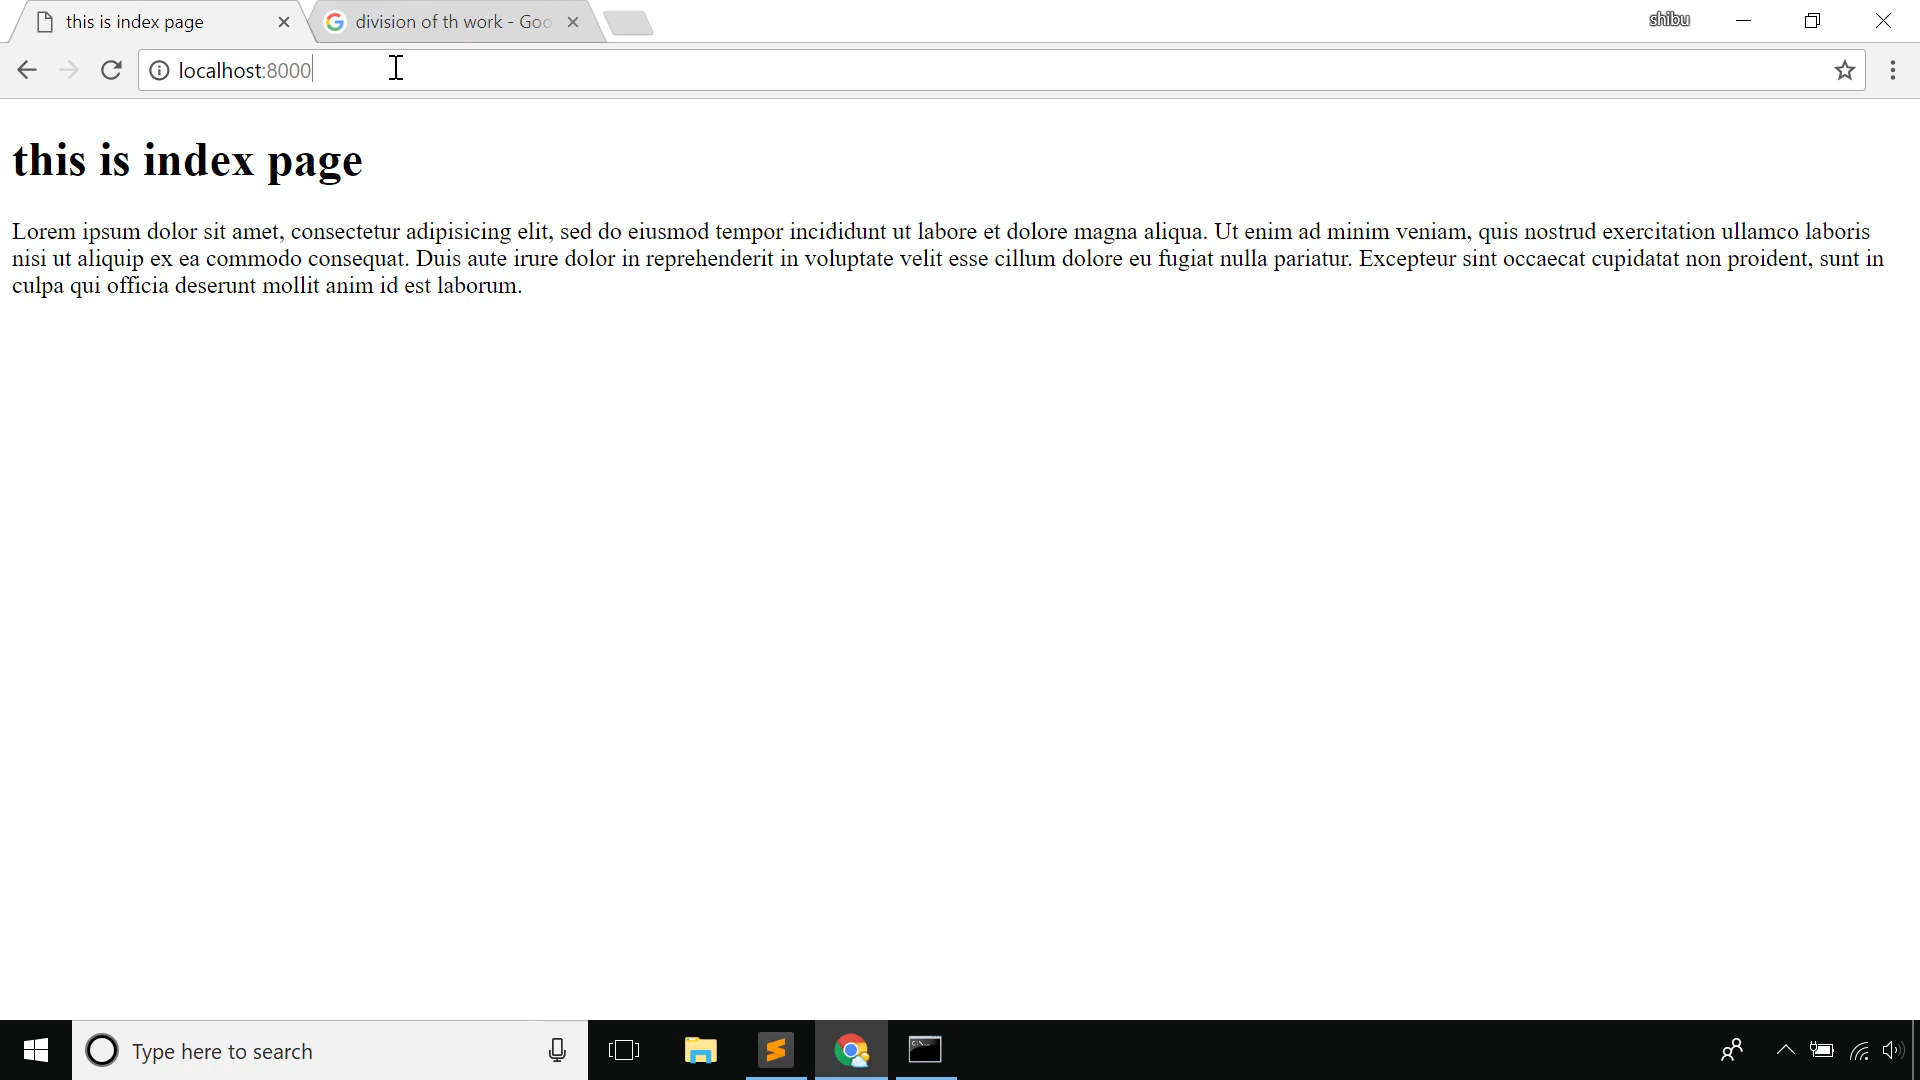 this is index page
division of th work - Goo
shibu
localhost:8000
this is index page
Lorem ipsum dolor sit amet, consectetur adipisicing elit, sed do eiusmod tempor incididunt ut labore et dolore magna aliqua. Ut enim ad minim veniam, quis nostrud exercitation ullamco laboris
nisi ut aliquip ex ea commodo consequat. Duis aute irure dolor in reprehenderit in voluptate velit esse cillum dolore eu fugiat nulla pariatur. Excepteur sint occaecat cupidatat non proident, sunt in
culpa qui officia deserunt mollit anim id est laborum.
Type here to search